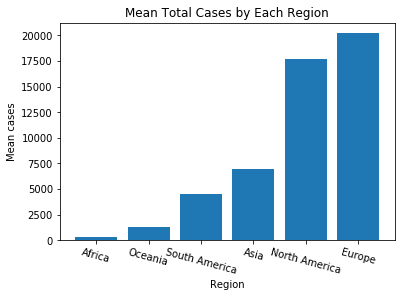 Mean Total Cases by Each Region
20000
17500
15000
12500
10000
7500
5000
2500
0
Mean cases
Africa
Oceania
South America
Asia
North America
Europe
Region